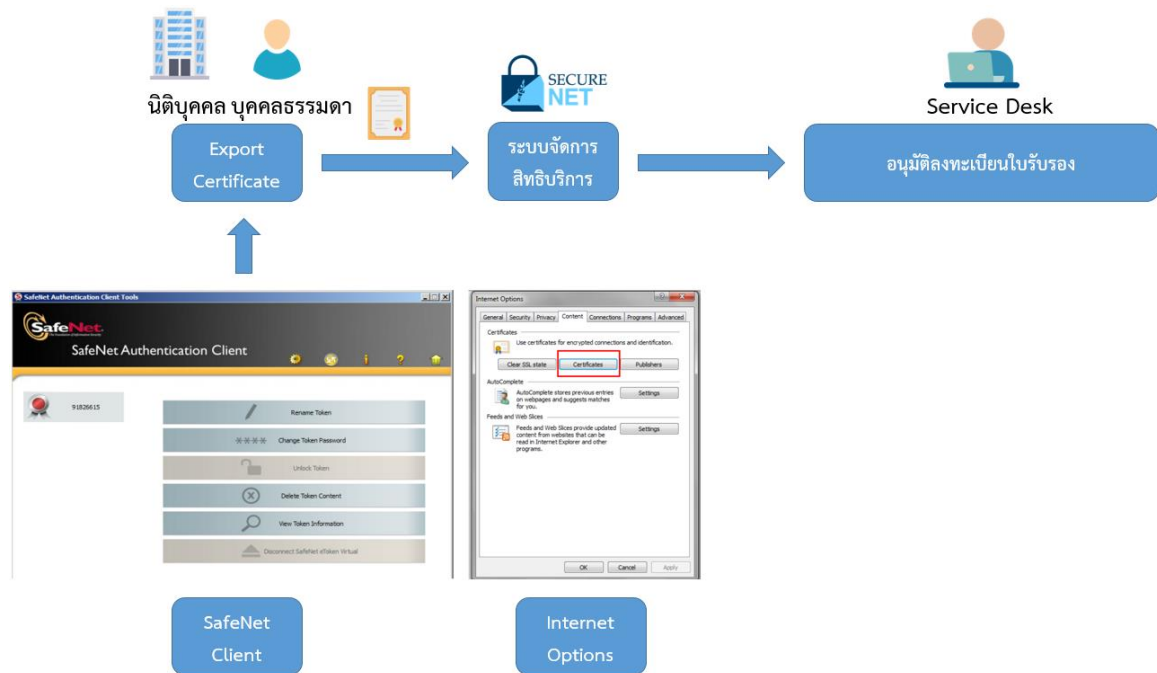 นิติบุคคล บุคคลธรรมดา
SECURE
NET
Service Desk
Export
Certificate
ระบบจัดการ
สิทธิบริการ
อนุมัติลงทะเบียนใบรับรอง
SafeNet Authentication Client Tools
SafeNet.
SafeNet Authentication Client
91826615
Rename Token
**** Change Token Password
Unlock Token
Delete Token Content
View Token Information
Disconnect SafeNet eToken Virtual
Internet Options
General Security Privacy Content Connections Programs Advanced
Certificates
Use certificates for encrypted connections and identification.
Clear SSL state Certificates Publishers
AutoComplete
AutoComplete stores previous entries
on webpages and suggests matches
for you.
Settings
Feeds and Web Slices
Feeds and Web Slices provide updated
content from websites that can be
read in Internet Explorer and other
programs.
Settings
OK Cancel Apply
SafeNet
Client
Internet
Options